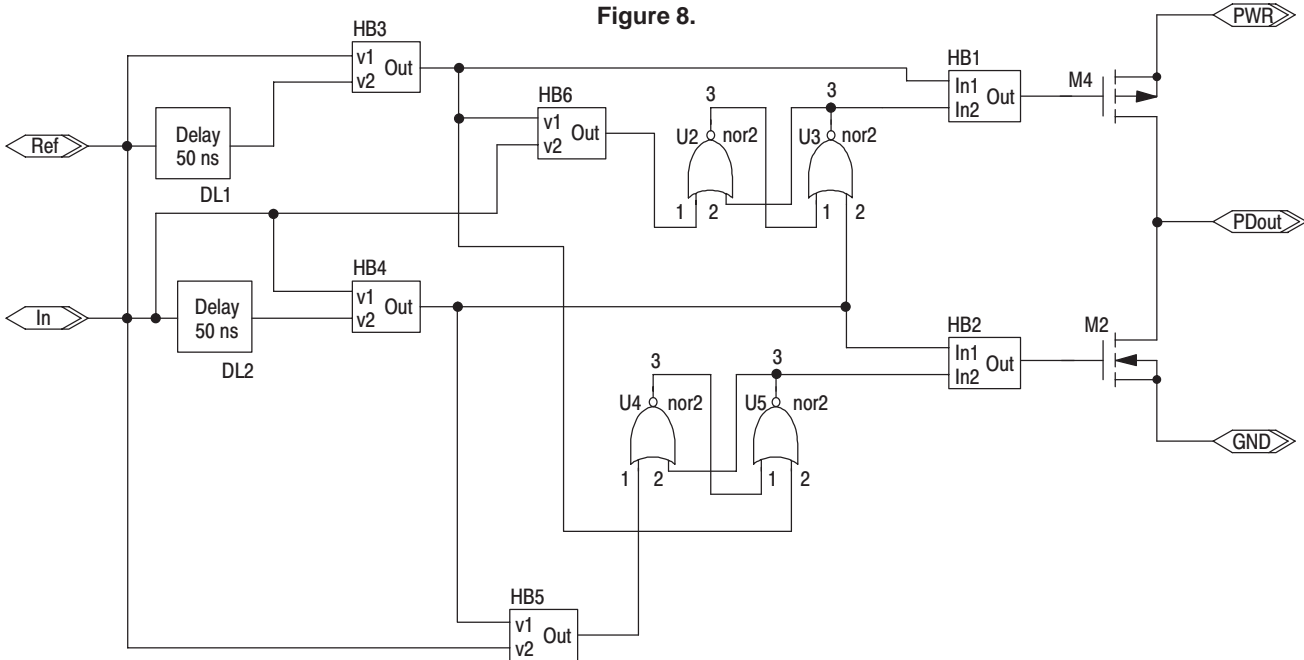 Figure 8.
PWR
HB3
v1
v2
Out
HB1
In1
In2
Out
M4
HB6
v1
v2
Out
3
U2
nor2
3
U3
nor2
Delay
50 ns
Ref
DL1
1
2
1
2
PDout
HB4
v1
v2
Out
Delay
50 ns
In
DL2
HB2
In1
In2
Out
M2
3
U4
nor2
3
U5
nor2
GND
1
2
1
2
HB5
v1
v2
Out